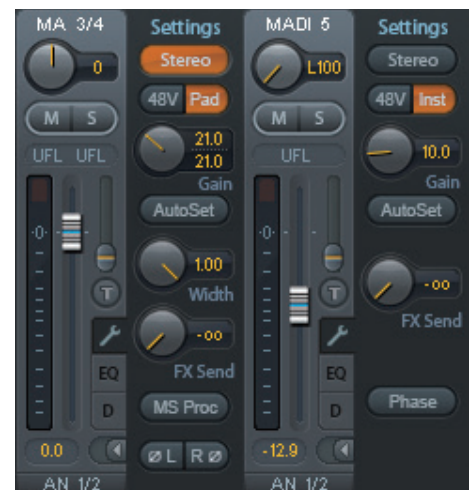 MA 3/4
0
M S
UFL UFL
0
T
EQ
D
0.0
AN 1/2
Settings
Stereo
48V Pad
21.0
21.0
Gain
AutoSet
1.00
Width
-oo
FX Send
MS Proc
ø L R ø
MADI 5
L100
M S
UFL
0
T
EQ
D
-12.9
AN 1/2
Settings
Stereo
48V Inst
10.0
Gain
AutoSet
-oo
FX Send
Phase